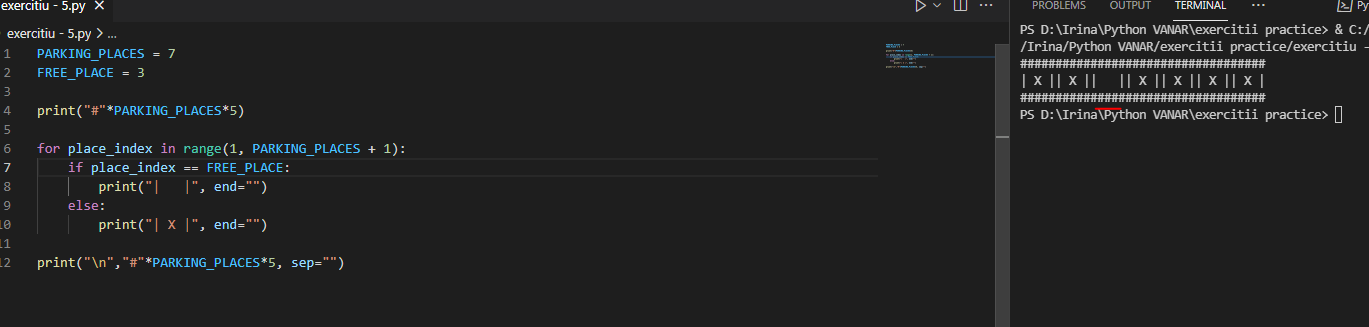 exercitiu - 5.py ×
exercitiu - 5.py > ...
1 PARKING_PLACES = 7
2 FREE_PLACE = 3
3
4 print("#"*PARKING_PLACES*5)
5
6 for place_index in range(1, PARKING_PLACES + 1):
7     if place_index == FREE_PLACE:
8         print("|   |", end="")
9     else:
10         print("| X |", end="")
11
12 print("\n","#"*PARKING_PLACES*5, sep="")
PROBLEMS OUTPUT TERMINAL ... Py
PS D:\Irina\Python VANAR\exercitii practice> & C:/
/Irina/Python VANAR/exercitii practice/exercitiu -
###################################
| X || X ||   || X || X || X || X |
###################################
PS D:\Irina\Python VANAR\exercitii practice>